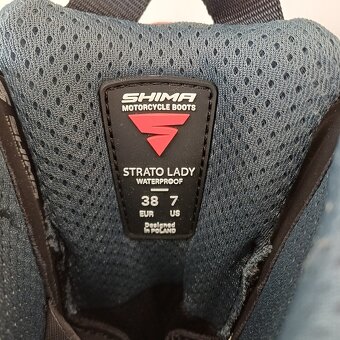 SHIMA
MOTORCYCLE BOOTS
STRATO LADY
WATERPROOF
38 7
EUR US
Designed
in POLAND